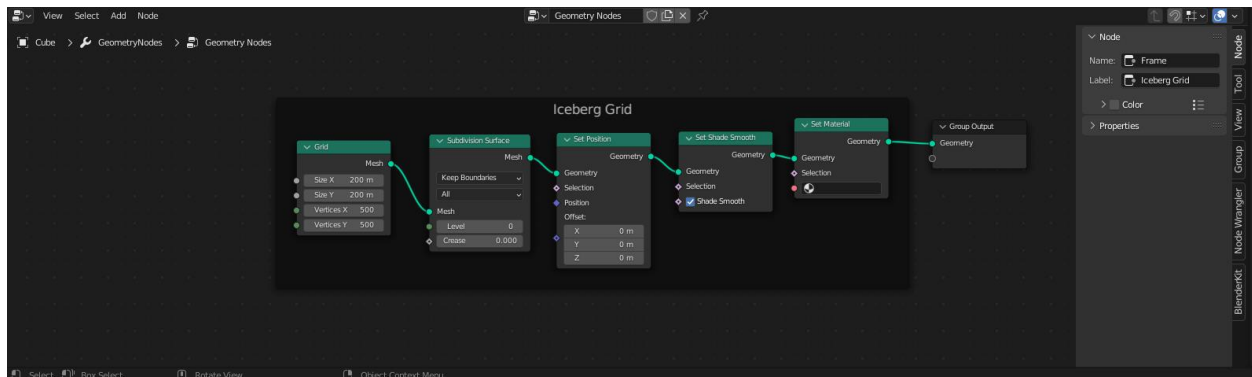 View Select Add Node
Geometry Nodes
Cube > GeometryNodes > Geometry Nodes
Iceberg Grid
Grid
Mesh
Size X 200 m
Size Y 200 m
Vertices X 500
Vertices Y 500
Subdivision Surface
Mesh
Keep Boundaries
All
Mesh
Level 0
Crease 0.000
Set Position
Geometry
Geometry
Selection
Position
Offset:
X 0 m
Y 0 m
Z 0 m
Set Shade Smooth
Geometry
Geometry
Selection
Shade Smooth
Set Material
Geometry
Geometry
Selection
Group Output
Geometry
Node
Name: Frame
Label: Iceberg Grid
Color
Properties
Node
Tool
View
Group
Node Wrangler
BlenderKit
Select Box Select Rotate View Object Context Menu